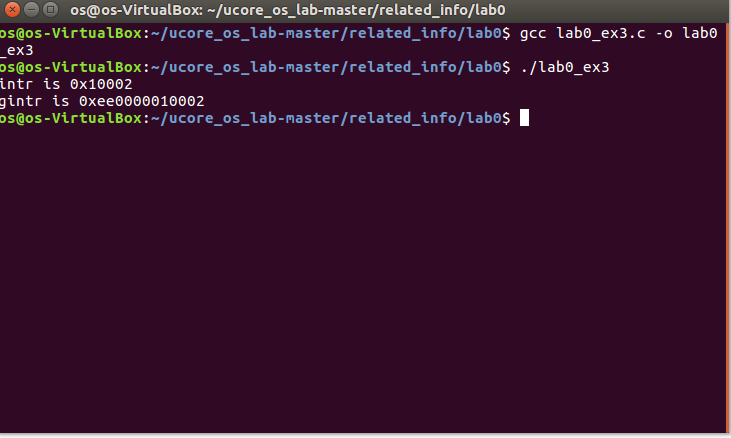 os@os-VirtualBox: ~/ucore_os_lab-master/related_info/lab0
os@os-VirtualBox:~/ucore_os_lab-master/related_info/lab0$ gcc lab0_ex3.c -o lab0
_ex3
os@os-VirtualBox:~/ucore_os_lab-master/related_info/lab0$ ./lab0_ex3
intr is 0x10002
gintr is 0xee0000010002
os@os-VirtualBox:~/ucore_os_lab-master/related_info/lab0$